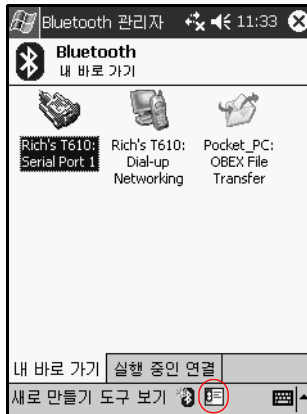 Bluetooth 관리자 11:33
Bluetooth
내 바로 가기
Rich's T610: Serial Port 1
Rich's T610: Dial-up Networking
Pocket_PC: OBEX File Transfer
내 바로 가기 실행 중인 연결
새로 만들기 도구 보기